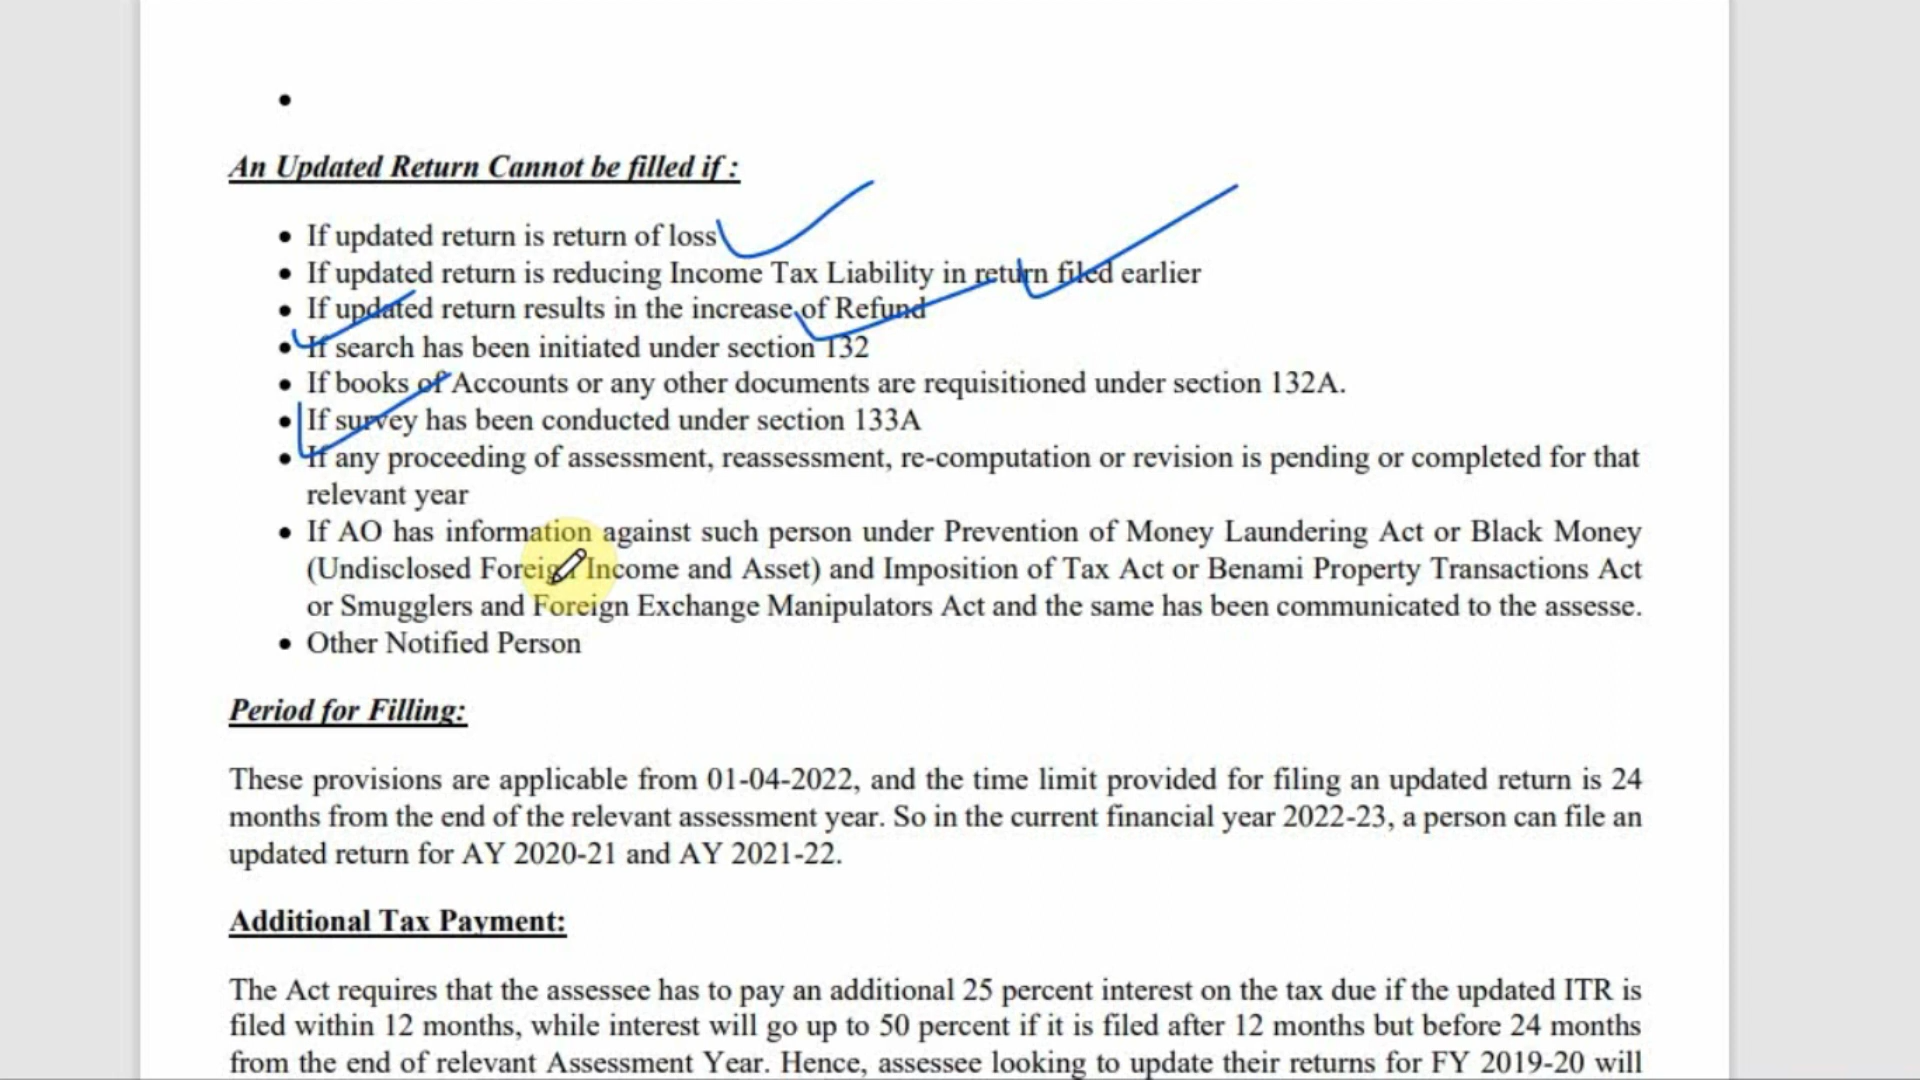 •
An Updated Return Cannot be filled if :
• If updated return is return of loss
• If updated return is reducing Income Tax Liability in return filed earlier
• If updated return results in the increase of Refund
• If search has been initiated under section 132
• If books of Accounts or any other documents are requisitioned under section 132A.
• If survey has been conducted under section 133A
• If any proceeding of assessment, reassessment, re-computation or revision is pending or completed for that
relevant year
• If AO has information against such person under Prevention of Money Laundering Act or Black Money
(Undisclosed Foreign Income and Asset) and Imposition of Tax Act or Benami Property Transactions Act
or Smugglers and Foreign Exchange Manipulators Act and the same has been communicated to the assesse.
• Other Notified Person
Period for Filling:
These provisions are applicable from 01-04-2022, and the time limit provided for filing an updated return is 24
months from the end of the relevant assessment year. So in the current financial year 2022-23, a person can file an
updated return for AY 2020-21 and AY 2021-22.
Additional Tax Payment:
The Act requires that the assessee has to pay an additional 25 percent interest on the tax due if the updated ITR is
filed within 12 months, while interest will go up to 50 percent if it is filed after 12 months but before 24 months
from the end of relevant Assessment Year. Hence, assessee looking to update their returns for FY 2019-20 will